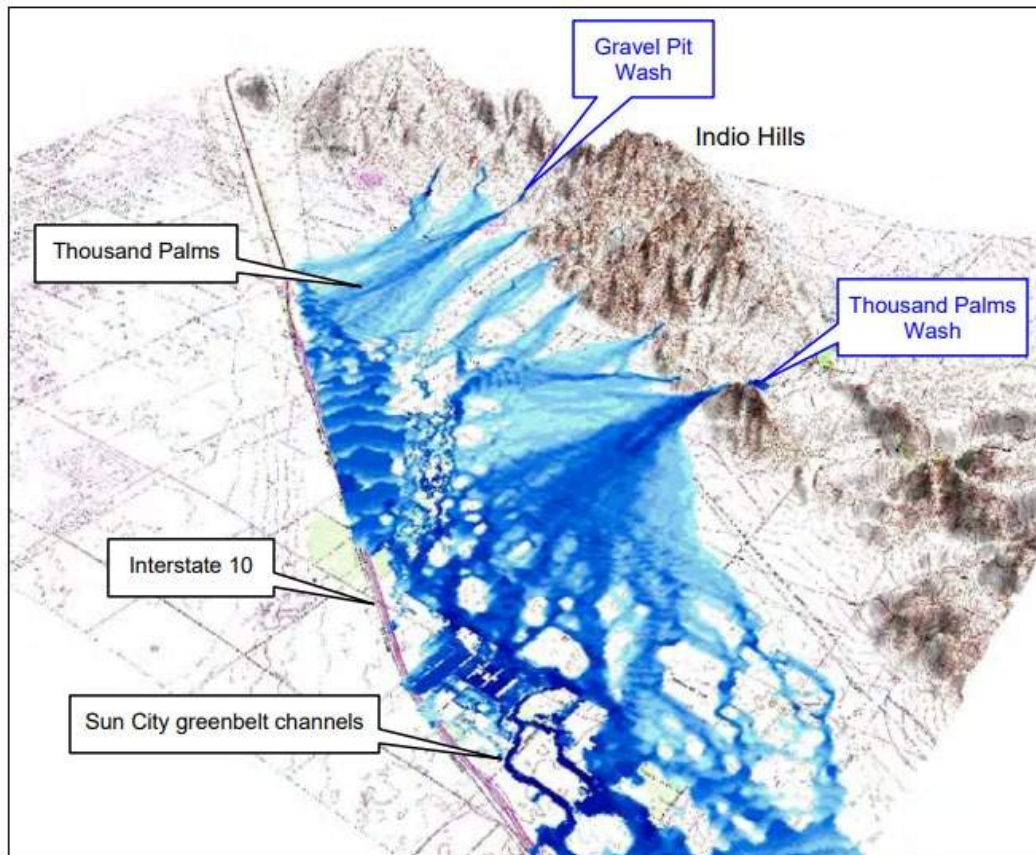 Gravel Pit
Wash
Indio Hills
Thousand Palms
Thousand Palms
Wash
Interstate 10
Sun City greenbelt channels